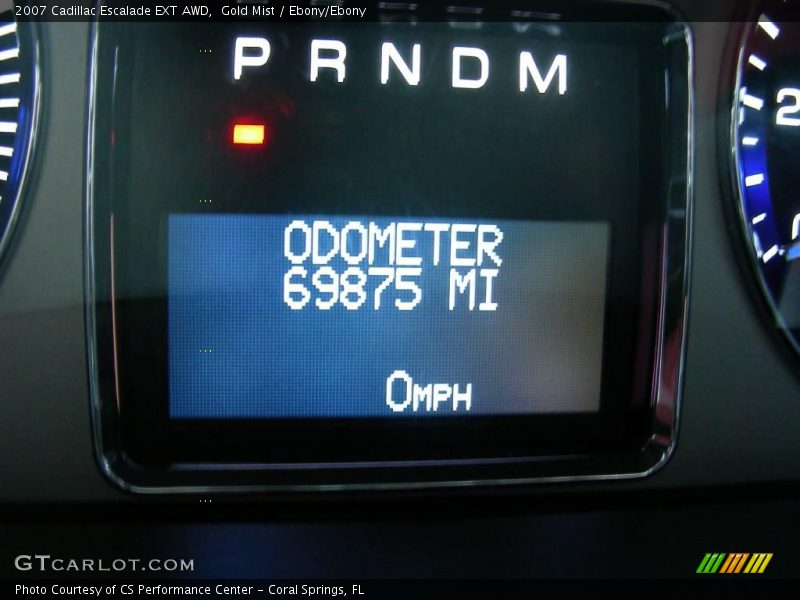 2007 Cadillac Escalade EXT AWD, Gold Mist / Ebony/Ebony
P R N D M
2
ODOMETER
69875 MI
0MPH
GTCARLOT.COM
Photo Courtesy of CS Performance Center - Coral Springs, FL